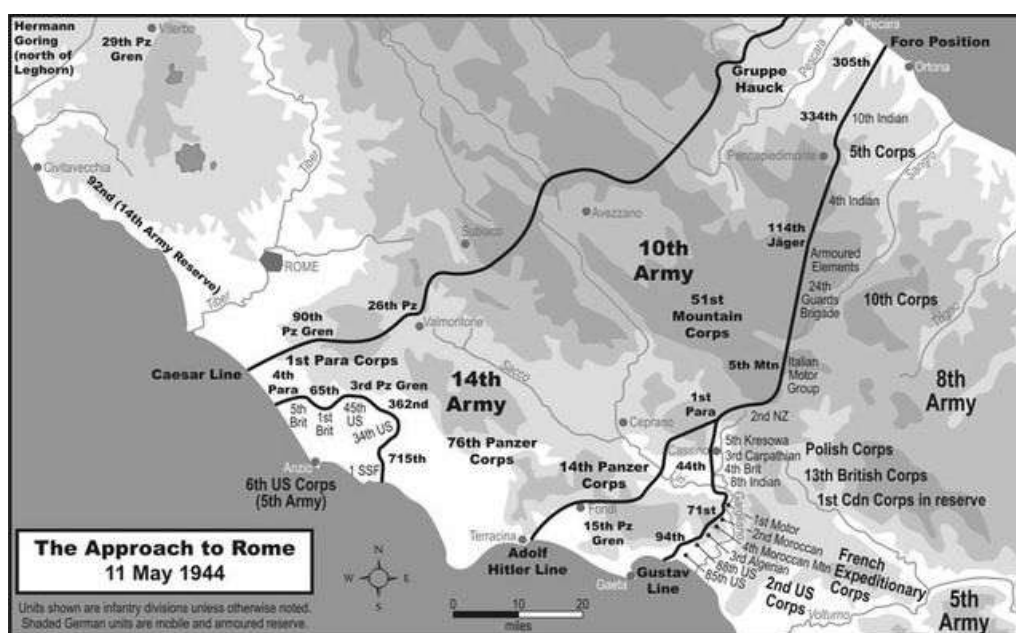 Hermann
Goring
(north of
Leghorn)
Viterbo
29th Pz
Gren
Pecara
Foro Position
Pescara
305th
Ortona
Gruppe
Hauck
334th
10th Indian
Pencapiedimonte
5th Corps
Sangro
Civitavecchia
Tiber
92nd (14th Army Reserve)
4th Indian
Avezzano
Subiaco
114th
Jäger
10th
Army
Armoured
Elements
ROME
Tiber
24th
Guards
Brigade
10th Corps
26th Pz
51st
Mountain
Corps
90th
Pz Gren
Valmontone
5th Mtn
Italian
Motor
Group
1st Para Corps
Caesar Line
4th
Para
65th
3rd Pz Gren
362nd
14th
Army
Sacco
1st
Para
8th
Army
5th
Brit
1st
Brit
45th
US
34th US
2nd NZ
Ceprano
715th
76th Panzer
Corps
Cassino
5th Kresowa
3rd Carpathian
4th Brit
8th Indian
Polish Corps
13th British Corps
1st Cdn Corps in reserve
Anzio
1 SSF
6th US Corps
(5th Army)
14th Panzer
Corps
44th
Garigliano
Fondi
71st
15th Pz
Gren
94th
Terracina
Adolf
Hitler Line
Gaeta
Gustav
Line
1st Motor
2nd Moroccan
4th Moroccan Mtn
3rd Algerian
88th US
85th US
French
Expeditionary
Corps
2nd US
Corps
Volturno
5th
Army
The Approach to Rome
11 May 1944
N
W
E
S
0
10
20
miles
Units shown are infantry divisions unless otherwise noted.
Shaded German units are mobile and armoured reserve.